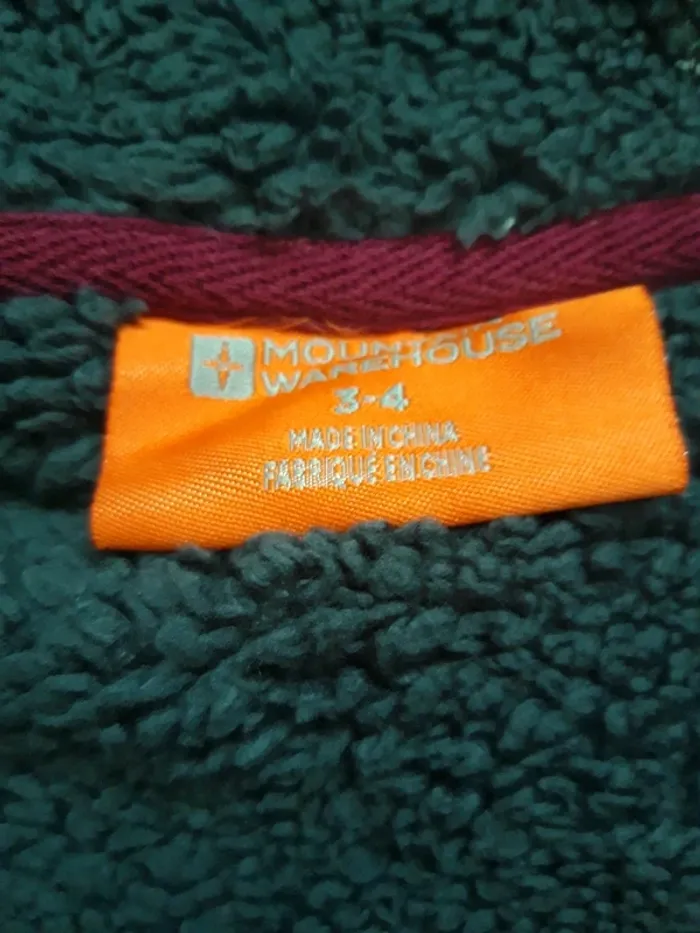 MOUNTAIN
WAREHOUSE
3-4
MADE IN CHINA
FABRIQUÉ EN CHINE